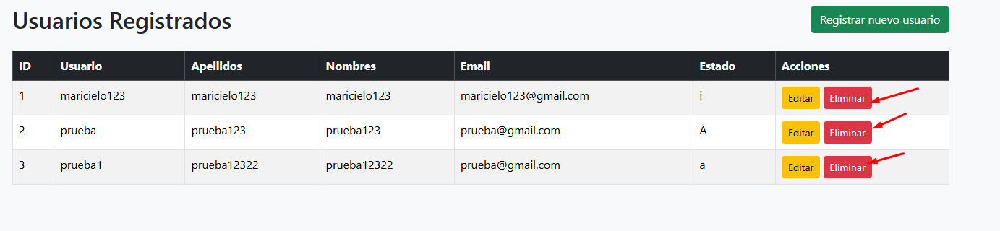 Usuarios Registrados
Registrar nuevo usuario
ID Usuario Apellidos Nombres Email Estado Acciones
1 maricielo123 maricielo123 maricielo123 maricielo123@gmail.com i Editar Eliminar
2 prueba prueba123 prueba123 prueba@gmail.com A Editar Eliminar
3 prueba1 prueba12322 prueba12322 prueba@gmail.com a Editar Eliminar